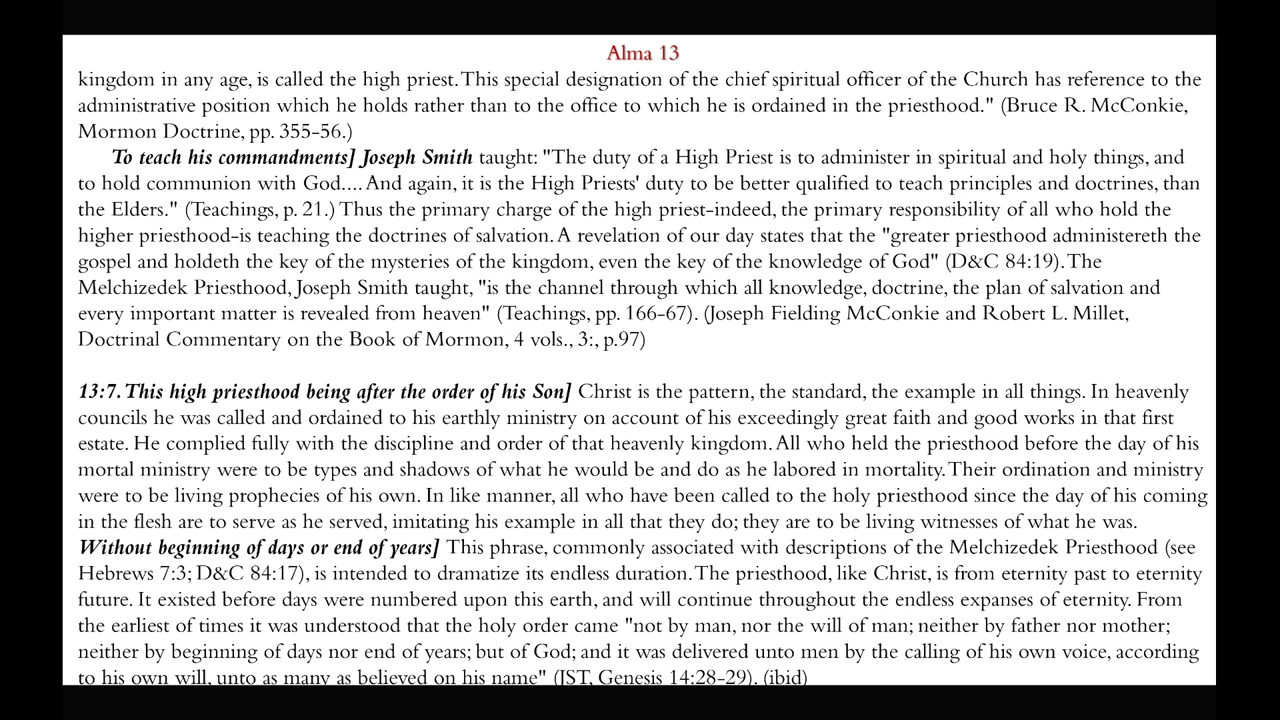 Alma 13
kingdom in any age, is called the high priest. This special designation of the chief spiritual officer of the Church has reference to the
administrative position which he holds rather than to the office to which he is ordained in the priesthood." (Bruce R. McConkie,
Mormon Doctrine, pp. 355-56.)
To teach his commandments] Joseph Smith taught: "The duty of a High Priest is to administer in spiritual and holy things, and
to hold communion with God.... And again, it is the High Priests' duty to be better qualified to teach principles and doctrines, than
the Elders." (Teachings, p. 21.) Thus the primary charge of the high priest-indeed, the primary responsibility of all who hold the
higher priesthood-is teaching the doctrines of salvation. A revelation of our day states that the "greater priesthood administereth the
gospel and holdeth the key of the mysteries of the kingdom, even the key of the knowledge of God" (D&C 84:19). The
Melchizedek Priesthood, Joseph Smith taught, "is the channel through which all knowledge, doctrine, the plan of salvation and
every important matter is revealed from heaven" (Teachings, pp. 166-67). (Joseph Fielding McConkie and Robert L. Millet,
Doctrinal Commentary on the Book of Mormon, 4 vols., 3:, p.97)
13:7. This high priesthood being after the order of his Son] Christ is the pattern, the standard, the example in all things. In heavenly
councils he was called and ordained to his earthly ministry on account of his exceedingly great faith and good works in that first
estate. He complied fully with the discipline and order of that heavenly kingdom. All who held the priesthood before the day of his
mortal ministry were to be types and shadows of what he would be and do as he labored in mortality. Their ordination and ministry
were to be living prophecies of his own. In like manner, all who have been called to the holy priesthood since the day of his coming
in the flesh are to serve as he served, imitating his example in all that they do; they are to be living witnesses of what he was.
Without beginning of days or end of years] This phrase, commonly associated with descriptions of the Melchizedek Priesthood (see
Hebrews 7:3; D&C 84:17), is intended to dramatize its endless duration. The priesthood, like Christ, is from eternity past to eternity
future. It existed before days were numbered upon this earth, and will continue throughout the endless expanses of eternity. From
the earliest of times it was understood that the holy order came "not by man, nor the will of man; neither by father nor mother;
neither by beginning of days nor end of years; but of God; and it was delivered unto men by the calling of his own voice, according
to his own will, unto as many as believed on his name" (JST, Genesis 14:28-29). (ibid)